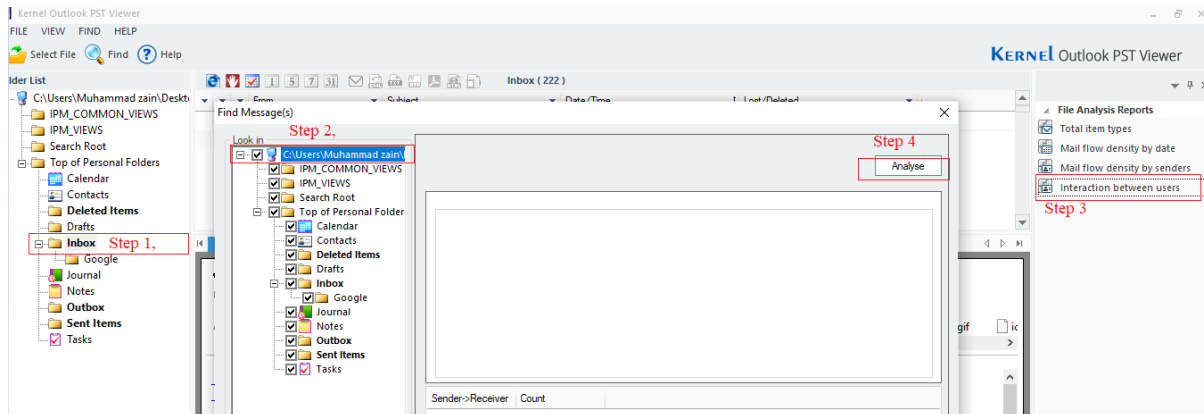 Kernel Outlook PST Viewer
FILE VIEW FIND HELP
Select File Find Help
KERNEL Outlook PST Viewer
lder List
Inbox ( 222 )
C:\Users\Muhammad zain\Deskto
IPM_COMMON_VIEWS
IPM_VIEWS
Search Root
Top of Personal Folders
Calendar
Contacts
Deleted Items
Drafts
Inbox Step 1,
Google
Journal
Notes
Outbox
Sent Items
Tasks
From Subject Date/Time Lost/Deleted
Find Message(s)
Look in
Step 2,
C:\Users\Muhammad zain\
IPM_COMMON_VIEWS
IPM_VIEWS
Search Root
Top of Personal Folder
Calendar
Contacts
Deleted Items
Drafts
Inbox
Google
Journal
Notes
Outbox
Sent Items
Tasks
Step 4
Analyse
Sender->Receiver Count
gif
File Analysis Reports
Total item types
Mail flow density by date
Mail flow density by senders
Interaction between users
Step 3